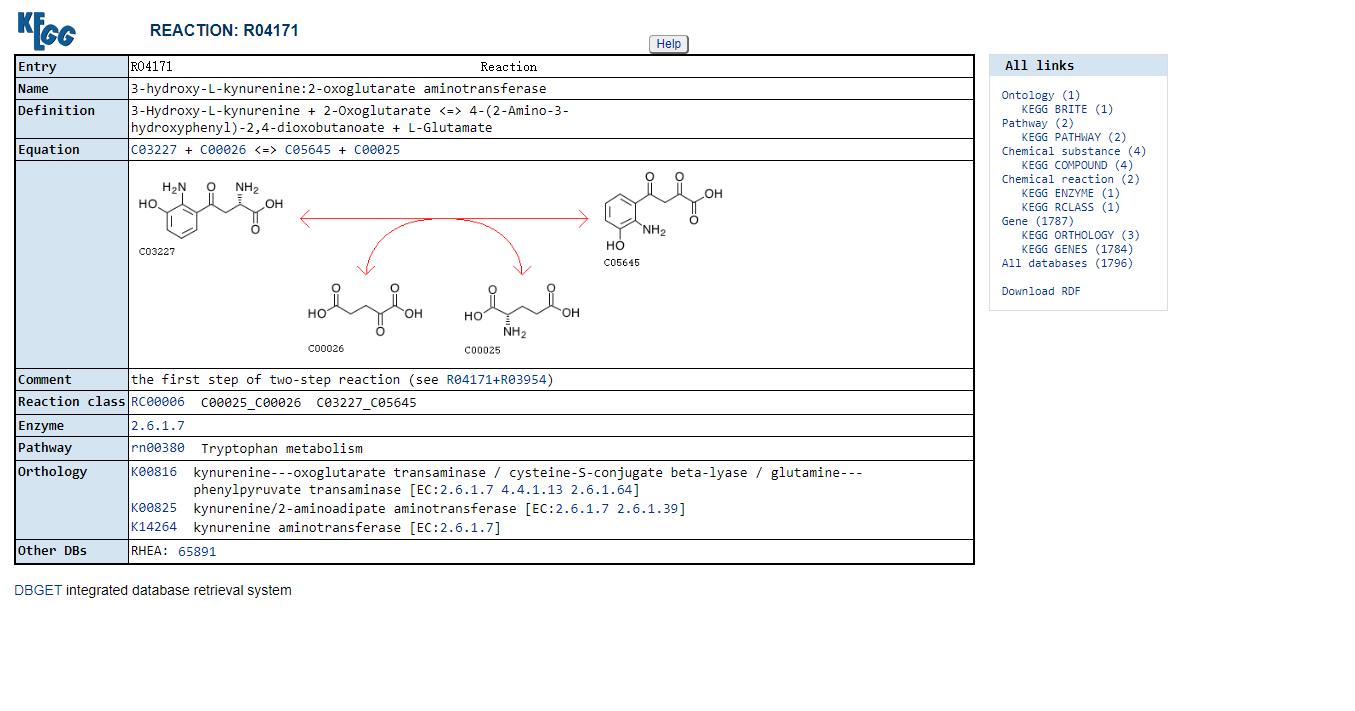 KEGG
REACTION: R04171
Help
Entry R04171 Reaction
Name 3-hydroxy-L-kynurenine:2-oxoglutarate aminotransferase
Definition 3-Hydroxy-L-kynurenine + 2-Oxoglutarate <=> 4-(2-Amino-3-
hydroxyphenyl)-2,4-dioxobutanoate + L-Glutamate
Equation C03227 + C00026 <=> C05645 + C00025
H2N O NH2
HO OH
O
C03227
O O
OH
O
NH2
HO
C05645
O O
HO OH
O
C00026
O O
HO OH
NH2
C00025
Comment the first step of two-step reaction (see R04171+R03954)
Reaction class RC00006 C00025_C00026 C03227_C05645
Enzyme 2.6.1.7
Pathway rn00380 Tryptophan metabolism
Orthology K00816 kynurenine---oxoglutarate transaminase / cysteine-S-conjugate beta-lyase / glutamine---
phenylpyruvate transaminase [EC:2.6.1.7 4.4.1.13 2.6.1.64]
K00825 kynurenine/2-aminoadipate aminotransferase [EC:2.6.1.7 2.6.1.39]
K14264 kynurenine aminotransferase [EC:2.6.1.7]
Other DBs RHEA: 65891
DBGET integrated database retrieval system
All links
Ontology (1)
KEGG BRITE (1)
Pathway (2)
KEGG PATHWAY (2)
Chemical substance (4)
KEGG COMPOUND (4)
Chemical reaction (2)
KEGG ENZYME (1)
KEGG RCLASS (1)
Gene (1787)
KEGG ORTHOLOGY (3)
KEGG GENES (1784)
All databases (1796)
Download RDF